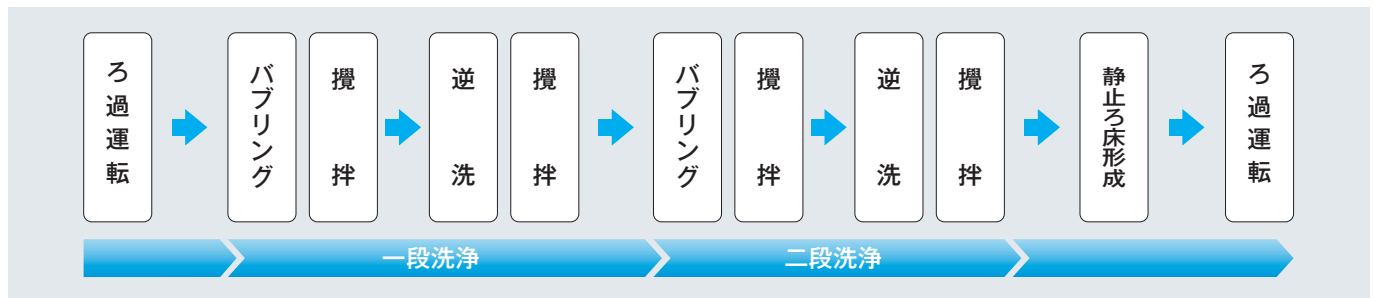 ろ過運転
バブリング
攪拌
逆洗
攪拌
バブリング
攪拌
逆洗
攪拌
静止ろ床形成
ろ過運転
一段洗浄
二段洗浄